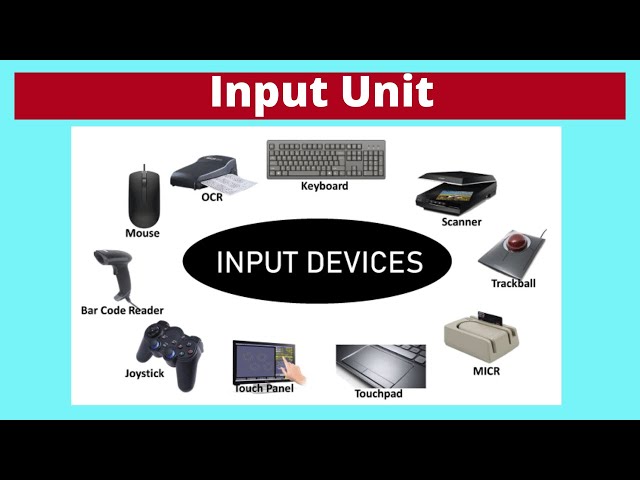 Input Unit
OCR
Keyboard
Mouse
Scanner
INPUT DEVICES
Trackball
Bar Code Reader
Joystick
Touch Panel
Touchpad
MICR